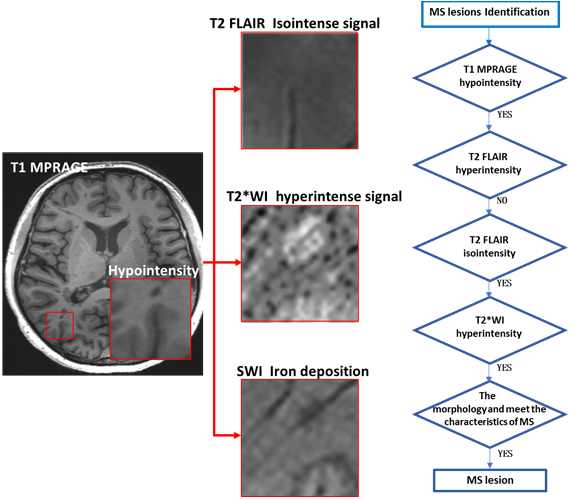 T2 FLAIR Isointense signal
T1 MPRAGE
Hypointensity
T2*WI hyperintense signal
SWI Iron deposition
MS lesions Identification
T1 MPRAGE
hypointensity
YES
T2 FLAIR
hyperintensity
NO
T2 FLAIR
isointensity
YES
T2*WI
hyperintensity
YES
The
morphology and meet the
characteristics of MS
YES
MS lesion